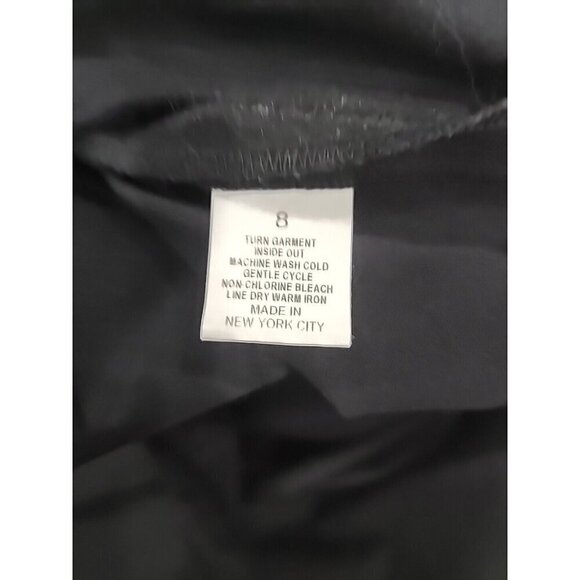 8
TURN GARMENT
INSIDE OUT
MACHINE WASH COLD
GENTLE CYCLE
NON-CHLORINE BLEACH
LINE DRY WARM IRON
MADE IN
NEW YORK CITY